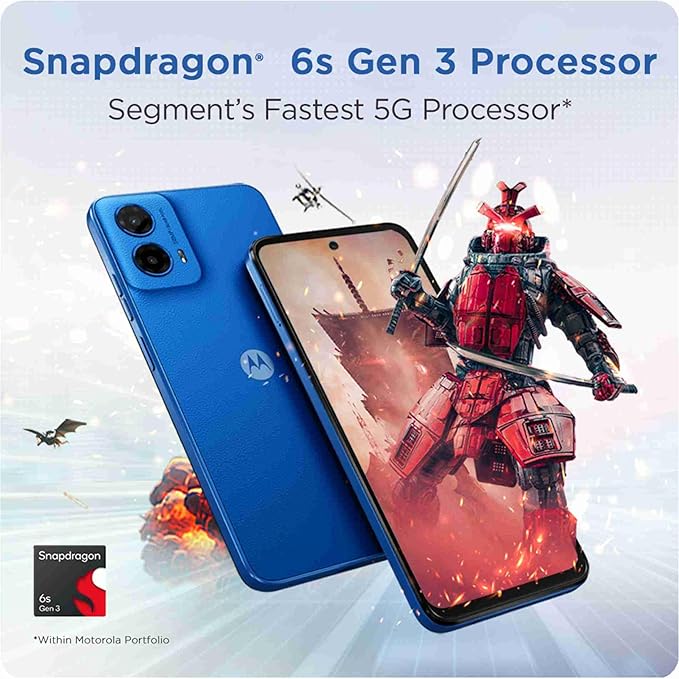 Snapdragon® 6s Gen 3 Processor
Segment's Fastest 5G Processor*
Snapdragon
6s
Gen 3
*Within Motorola Portfolio